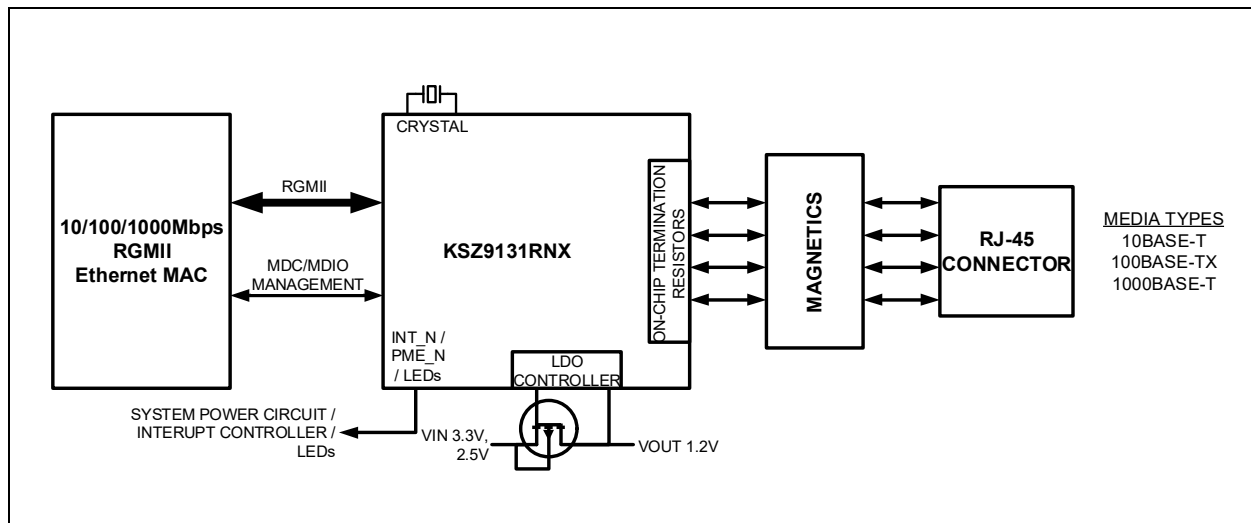 CRYSTAL
10/100/1000Mbps
RGMII
Ethernet MAC
RGMII
MDC/MDIO
MANAGEMENT
KSZ9131RNX
ON-CHIP TERMINATION
RESISTORS
MAGNETICS
RJ-45
CONNECTOR
MEDIA TYPES
10BASE-T
100BASE-TX
1000BASE-T
INT_N /
PME_N
/ LEDs
LDO
CONTROLLER
SYSTEM POWER CIRCUIT /
INTERUPT CONTROLLER /
LEDs
VIN 3.3V,
2.5V
VOUT 1.2V